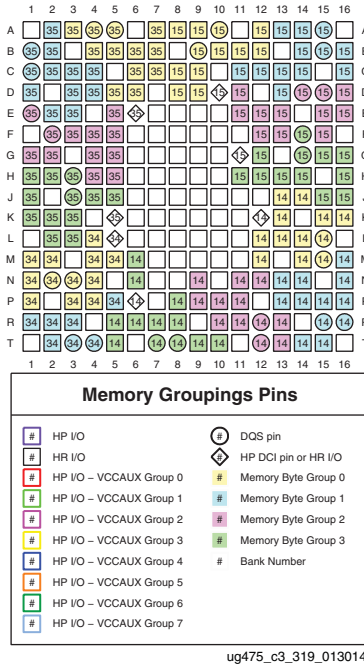 1 2 3 4 5 6 7 8 9 10 11 12 13 14 15 16
A 35 35 35 35 15 15 15 15 15 15 15 15
B 35 35 35 35 35 35 15 15 15 15 15 15 15
C 35 35 35 35 35 35 35 15 15 15 15 15 15
D 35 35 35 35 15 15 15 15 15 15 15
E 35 35 35 35 35 15 15 15 15
F 35 35 35 35 15 15 15 15
G 35 35 35 35 15 15 15 15 15
H 35 35 35 35 35 15 15 15 15 15
J 35 35 35 35 14 14 15 15
K 35 35 35 35 14 14 14 14
L 35 35 34 34 14 14 14 14
M 34 34 34 34 14 14 14 14 14
N 34 34 34 34 14 14 14 14 14 14 14
P 34 34 34 34 14 14 14 14 14 14 14 14
R 34 34 34 14 14 14 14 14 14 14 14 14 14
T 34 34 34 14 14 14 14 14 14 14 14
1 2 3 4 5 6 7 8 9 10 11 12 13 14 15 16
Memory Groupings Pins
# HP I/O
# HR I/O
# HP I/O – VCCAUX Group 0
# HP I/O – VCCAUX Group 1
# HP I/O – VCCAUX Group 2
# HP I/O – VCCAUX Group 3
# HP I/O – VCCAUX Group 4
# HP I/O – VCCAUX Group 5
# HP I/O – VCCAUX Group 6
# HP I/O – VCCAUX Group 7
# DQS pin
# HP DCI pin or HR I/O
# Memory Byte Group 0
# Memory Byte Group 1
# Memory Byte Group 2
# Memory Byte Group 3
# Bank Number
ug475_c3_319_013014